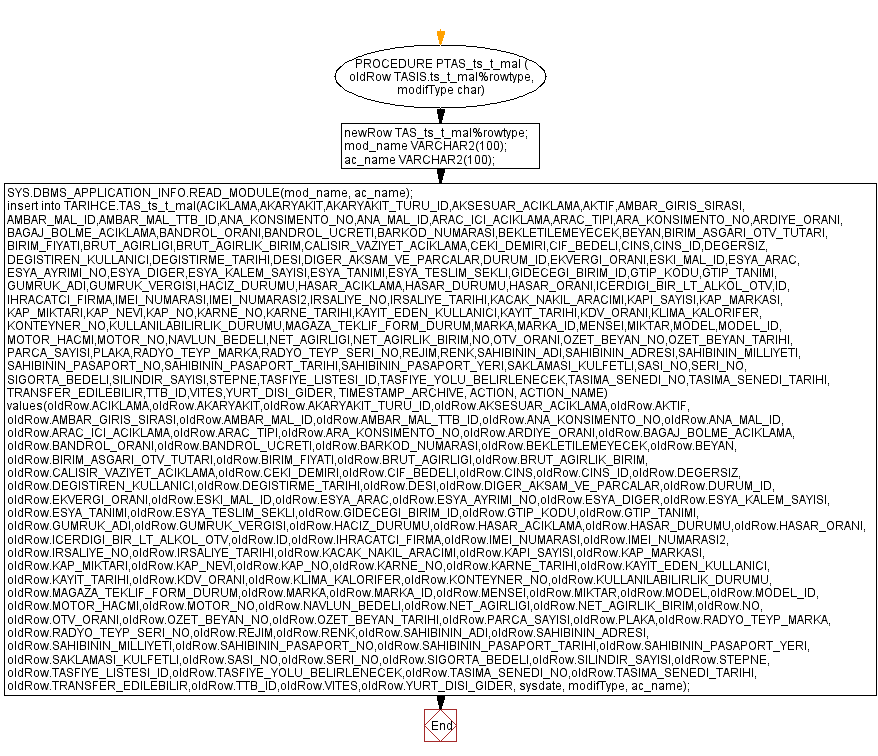 PROCEDURE PTAS_ts_t_mal (
oldRow TASIS.ts_t_mal%rowtype,
modifType char)
newRow TAS_ts_t_mal%rowtype;
mod_name VARCHAR2(100);
ac_name VARCHAR2(100);
SYS.DBMS_APPLICATION_INFO.READ_MODULE(mod_name, ac_name);
insert into TARIHCE.TAS_ts_t_mal(ACIKLAMA,AKARYAKIT,AKARYAKIT_TURU_ID,AKSESUAR_ACIKLAMA,AKTIF,AMBAR_GIRIS_SIRASI,
AMBAR_MAL_ID,AMBAR_MAL_TTB_ID,ANA_KONSIMENTO_NO,ANA_MAL_ID,ARAC_ICI_ACIKLAMA,ARAC_TIPI,ARA_KONSIMENTO_NO,ARDIYE_ORANI,
BAGAJ_BOLME_ACIKLAMA,BANDROL_ORANI,BANDROL_UCRETI,BARKOD_NUMARASI,BEKLETILEMEYECEK,BEYAN,BIRIM_ASGARI_OTV_TUTARI,
BIRIM_FIYATI,BRUT_AGIRLIGI,BRUT_AGIRLIK_BIRIM,CALISIR_VAZIYET_ACIKLAMA,CEKI_DEMIRI,CIF_BEDELI,CINS,CINS_ID,DEGERSIZ,
DEGISTIREN_KULLANICI,DEGISTIRME_TARIHI,DESI,DIGER_AKSAM_VE_PARCALAR,DURUM_ID,EKVERGI_ORANI,ESKI_MAL_ID,ESYA_ARAC,
ESYA_AYRIMI_NO,ESYA_DIGER,ESYA_KALEM_SAYISI,ESYA_TANIMI,ESYA_TESLIM_SEKLI,GIDECEGI_BIRIM_ID,GTIP_KODU,GTIP_TANIMI,
GUMRUK_ADI,GUMRUK_VERGISI,HACIZ_DURUMU,HASAR_ACIKLAMA,HASAR_DURUMU,HASAR_ORANI,ICERDIGI_BIR_LT_ALKOL_OTV,ID,
IHRACATCI_FIRMA,IMEI_NUMARASI,IMEI_NUMARASI2,IRSALIYE_NO,IRSALIYE_TARIHI,KACAK_NAKIL_ARACIMI,KAPI_SAYISI,KAP_MARKASI,
KAP_MIKTARI,KAP_NEVI,KAP_NO,KARNE_NO,KARNE_TARIHI,KAYIT_EDEN_KULLANICI,KAYIT_TARIHI,KDV_ORANI,KLIMA_KALORIFER,
KONTEYNER_NO,KULLANILABILIRLIK_DURUMU,MAGAZA_TEKLIF_FORM_DURUM,MARKA,MARKA_ID,MENSEI,MIKTAR,MODEL,MODEL_ID,
MOTOR_HACMI,MOTOR_NO,NAVLUN_BEDELI,NET_AGIRLIGI,NET_AGIRLIK_BIRIM,NO,OTV_ORANI,OZET_BEYAN_NO,OZET_BEYAN_TARIHI,
PARCA_SAYISI,PLAKA,RADYO_TEYP_MARKA,RADYO_TEYP_SERI_NO,REJIM,RENK,SAHIBININ_ADI,SAHIBININ_ADRESI,SAHIBININ_MILLIYETI,
SAHIBININ_PASAPORT_NO,SAHIBININ_PASAPORT_TARIHI,SAHIBININ_PASAPORT_YERI,SAKLAMASI_KULFETLI,SASI_NO,SERI_NO,
SIGORTA_BEDELI,SILINDIR_SAYISI,STEPNE,TASFIYE_LISTESI_ID,TASFIYE_YOLU_BELIRLENECEK,TASIMA_SENEDI_NO,TASIMA_SENEDI_TARIHI,
TRANSFER_EDILEBILIR,TTB_ID,VITES,YURT_DISI_GIDER, TIMESTAMP_ARCHIVE, ACTION, ACTION_NAME)
values(oldRow.ACIKLAMA,oldRow.AKARYAKIT,oldRow.AKARYAKIT_TURU_ID,oldRow.AKSESUAR_ACIKLAMA,oldRow.AKTIF,
oldRow.AMBAR_GIRIS_SIRASI,oldRow.AMBAR_MAL_ID,oldRow.AMBAR_MAL_TTB_ID,oldRow.ANA_KONSIMENTO_NO,oldRow.ANA_MAL_ID,
oldRow.ARAC_ICI_ACIKLAMA,oldRow.ARAC_TIPI,oldRow.ARA_KONSIMENTO_NO,oldRow.ARDIYE_ORANI,oldRow.BAGAJ_BOLME_ACIKLAMA,
oldRow.BANDROL_ORANI,oldRow.BANDROL_UCRETI,oldRow.BARKOD_NUMARASI,oldRow.BEKLETILEMEYECEK,oldRow.BEYAN,
oldRow.BIRIM_ASGARI_OTV_TUTARI,oldRow.BIRIM_FIYATI,oldRow.BRUT_AGIRLIGI,oldRow.BRUT_AGIRLIK_BIRIM,
oldRow.CALISIR_VAZIYET_ACIKLAMA,oldRow.CEKI_DEMIRI,oldRow.CIF_BEDELI,oldRow.CINS,oldRow.CINS_ID,oldRow.DEGERSIZ,
oldRow.DEGISTIREN_KULLANICI,oldRow.DEGISTIRME_TARIHI,oldRow.DESI,oldRow.DIGER_AKSAM_VE_PARCALAR,oldRow.DURUM_ID,
oldRow.EKVERGI_ORANI,oldRow.ESKI_MAL_ID,oldRow.ESYA_ARAC,oldRow.ESYA_AYRIMI_NO,oldRow.ESYA_DIGER,oldRow.ESYA_KALEM_SAYISI,
oldRow.ESYA_TANIMI,oldRow.ESYA_TESLIM_SEKLI,oldRow.GIDECEGI_BIRIM_ID,oldRow.GTIP_KODU,oldRow.GTIP_TANIMI,
oldRow.GUMRUK_ADI,oldRow.GUMRUK_VERGISI,oldRow.HACIZ_DURUMU,oldRow.HASAR_ACIKLAMA,oldRow.HASAR_DURUMU,oldRow.HASAR_ORANI,
oldRow.ICERDIGI_BIR_LT_ALKOL_OTV,oldRow.ID,oldRow.IHRACATCI_FIRMA,oldRow.IMEI_NUMARASI,oldRow.IMEI_NUMARASI2,
oldRow.IRSALIYE_NO,oldRow.IRSALIYE_TARIHI,oldRow.KACAK_NAKIL_ARACIMI,oldRow.KAPI_SAYISI,oldRow.KAP_MARKASI,
oldRow.KAP_MIKTARI,oldRow.KAP_NEVI,oldRow.KAP_NO,oldRow.KARNE_NO,oldRow.KARNE_TARIHI,oldRow.KAYIT_EDEN_KULLANICI,
oldRow.KAYIT_TARIHI,oldRow.KDV_ORANI,oldRow.KLIMA_KALORIFER,oldRow.KONTEYNER_NO,oldRow.KULLANILABILIRLIK_DURUMU,
oldRow.MAGAZA_TEKLIF_FORM_DURUM,oldRow.MARKA,oldRow.MARKA_ID,oldRow.MENSEI,oldRow.MIKTAR,oldRow.MODEL,oldRow.MODEL_ID,
oldRow.MOTOR_HACMI,oldRow.MOTOR_NO,oldRow.NAVLUN_BEDELI,oldRow.NET_AGIRLIGI,oldRow.NET_AGIRLIK_BIRIM,oldRow.NO,
oldRow.OTV_ORANI,oldRow.OZET_BEYAN_NO,oldRow.OZET_BEYAN_TARIHI,oldRow.PARCA_SAYISI,oldRow.PLAKA,oldRow.RADYO_TEYP_MARKA,
oldRow.RADYO_TEYP_SERI_NO,oldRow.REJIM,oldRow.RENK,oldRow.SAHIBININ_ADI,oldRow.SAHIBININ_ADRESI,
oldRow.SAHIBININ_MILLIYETI,oldRow.SAHIBININ_PASAPORT_NO,oldRow.SAHIBININ_PASAPORT_TARIHI,oldRow.SAHIBININ_PASAPORT_YERI,
oldRow.SAKLAMASI_KULFETLI,oldRow.SASI_NO,oldRow.SERI_NO,oldRow.SIGORTA_BEDELI,oldRow.SILINDIR_SAYISI,oldRow.STEPNE,
oldRow.TASFIYE_LISTESI_ID,oldRow.TASFIYE_YOLU_BELIRLENECEK,oldRow.TASIMA_SENEDI_NO,oldRow.TASIMA_SENEDI_TARIHI,
oldRow.TRANSFER_EDILEBILIR,oldRow.TTB_ID,oldRow.VITES,oldRow.YURT_DISI_GIDER, sysdate, modifType, ac_name);
End